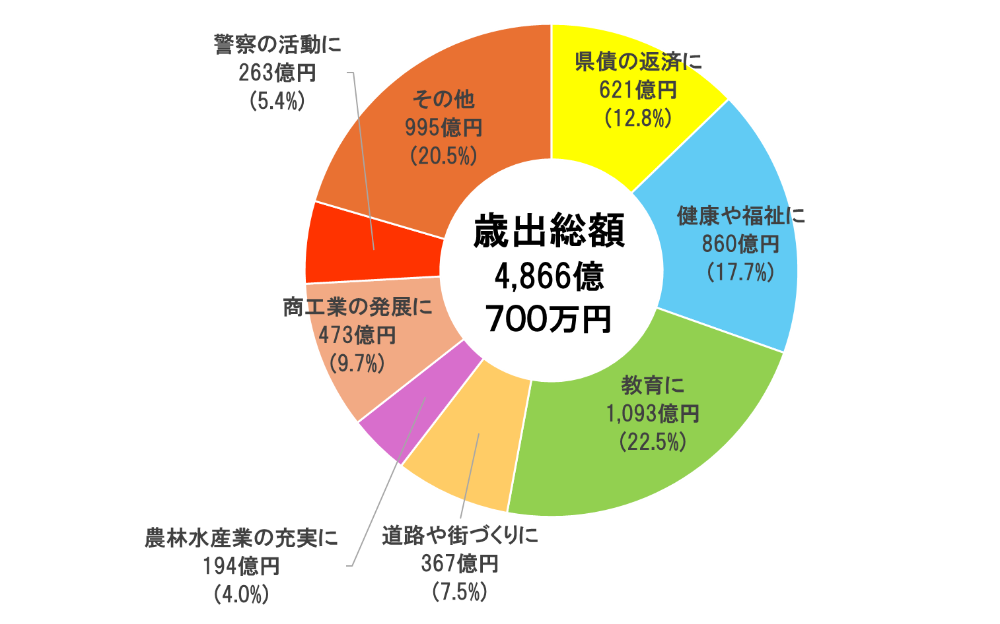 警察の活動に
263億円
(5.4%)
その他
995億円
(20.5%)
県債の返済に
621億円
(12.8%)
健康や福祉に
860億円
(17.7%)
歳出総額
4,866億
700万円
商工業の発展に
473億円
(9.7%)
教育に
1,093億円
(22.5%)
農林水産業の充実に
194億円
(4.0%)
道路や街づくりに
367億円
(7.5%)